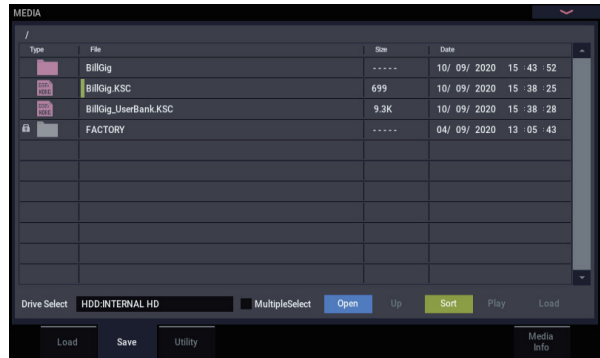 MEDIA
/
Type File Size Date
BillGig ----- 10/ 09/ 2020 15 :43 :52
KORG BillGig.KSC 699 10/ 09/ 2020 15 :38 :25
KORG BillGig_UserBank.KSC 9.3K 10/ 09/ 2020 15 :38 :28
FACTORY ----- 04/ 09/ 2020 13 :05 :43
Drive Select HDD:INTERNAL HD MultipleSelect Open Up Sort Play Load
Load Save Utility Media
Info